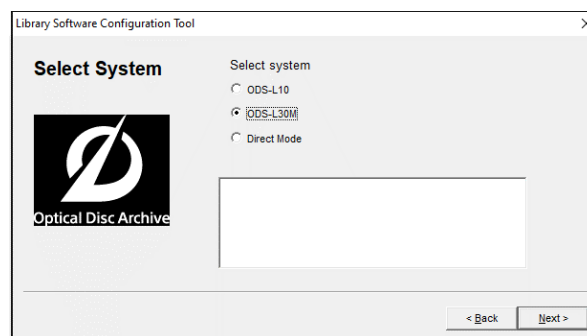 Library Software Configuration Tool
Select System
Select system
ODS-L10
ODS-L30M
Direct Mode
Optical Disc Archive
< Back
Next >